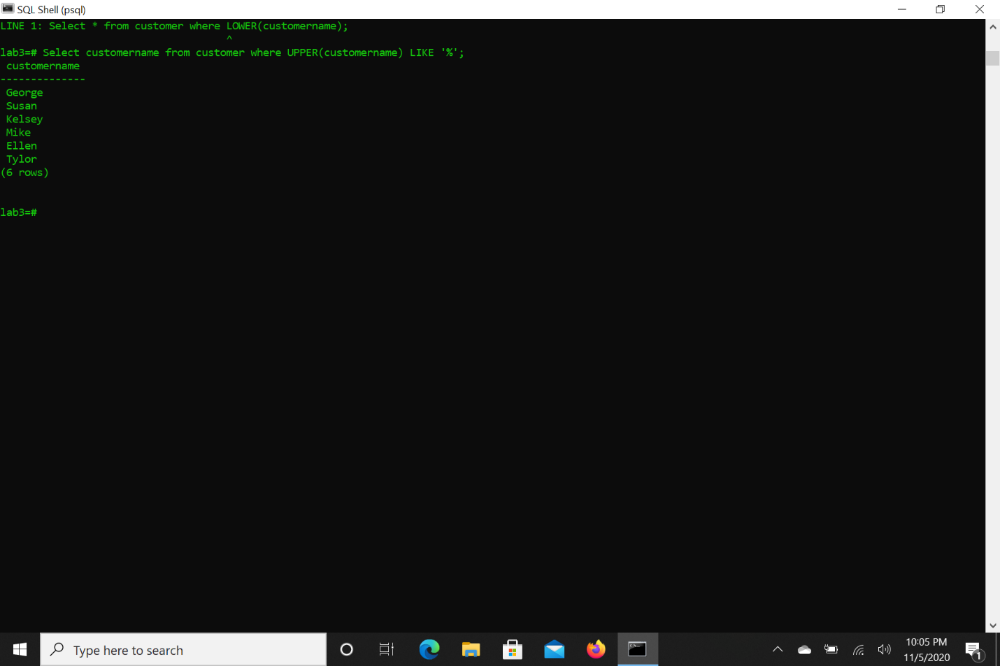 SQL Shell (psql)
LINE 1: Select * from customer where LOWER(customername);
^
lab3=# Select customername from customer where UPPER(customername) LIKE '%';
customername
--------------
George
Susan
Kelsey
Mike
Ellen
Tylor
(6 rows)
lab3=#
Type here to search
10:05 PM
11/5/2020
1